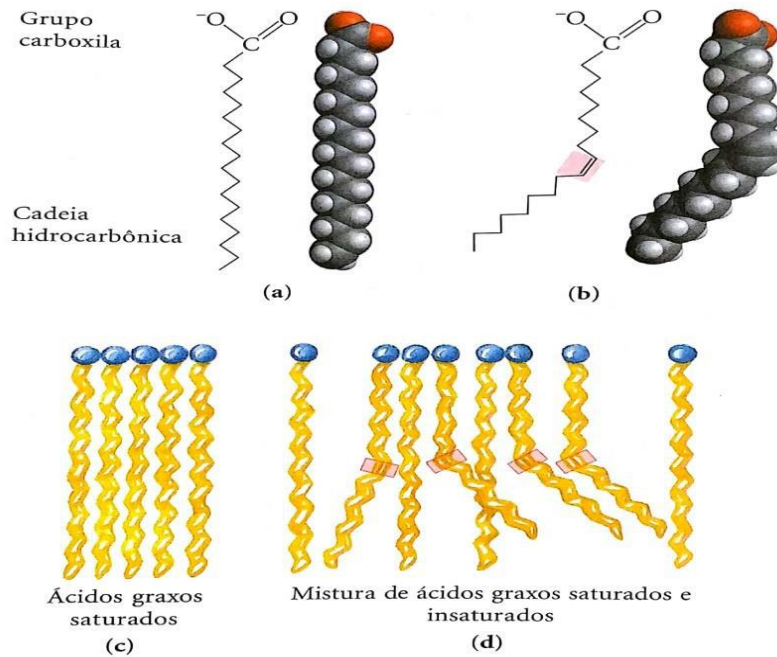 Grupo
carboxila
⁻O
O
C
⁻O
O
C
Cadeia
hidrocarbônica
(a)
(b)
Ácidos graxos
saturados
(c)
Mistura de ácidos graxos saturados e
insaturados
(d)